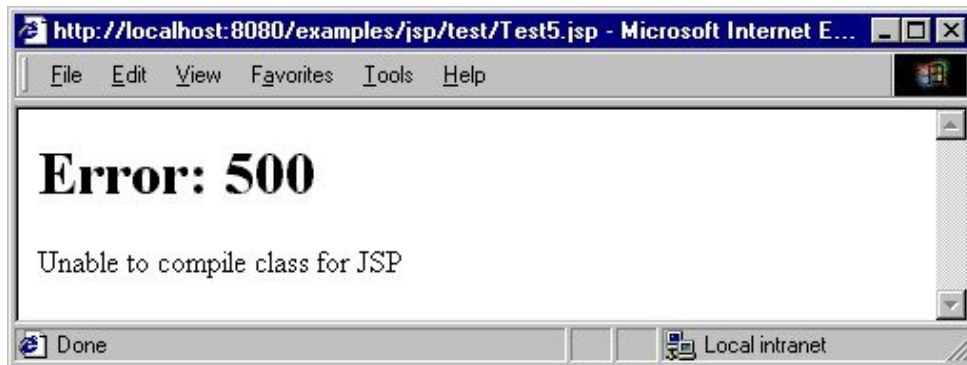 http://localhost:8080/examples/jsp/test/Test5.jsp - Microsoft Internet E...
File Edit View Favorites Tools Help
Error: 500
Unable to compile class for JSP
Done Local intranet